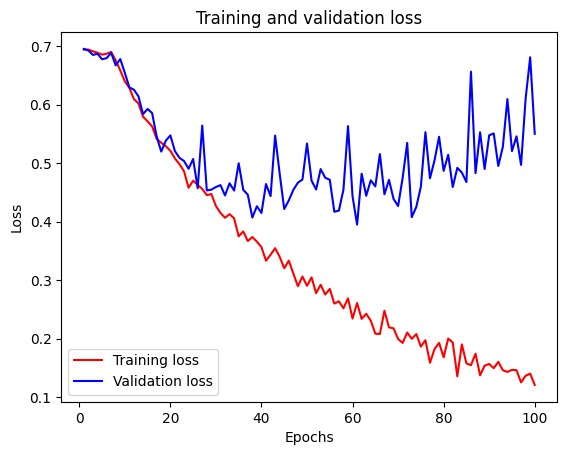 Training and validation loss
0.7
0.6
0.5
0.4
0.3
0.2
0.1
Loss
Training loss
Validation loss
0
20
40
60
80
100
Epochs